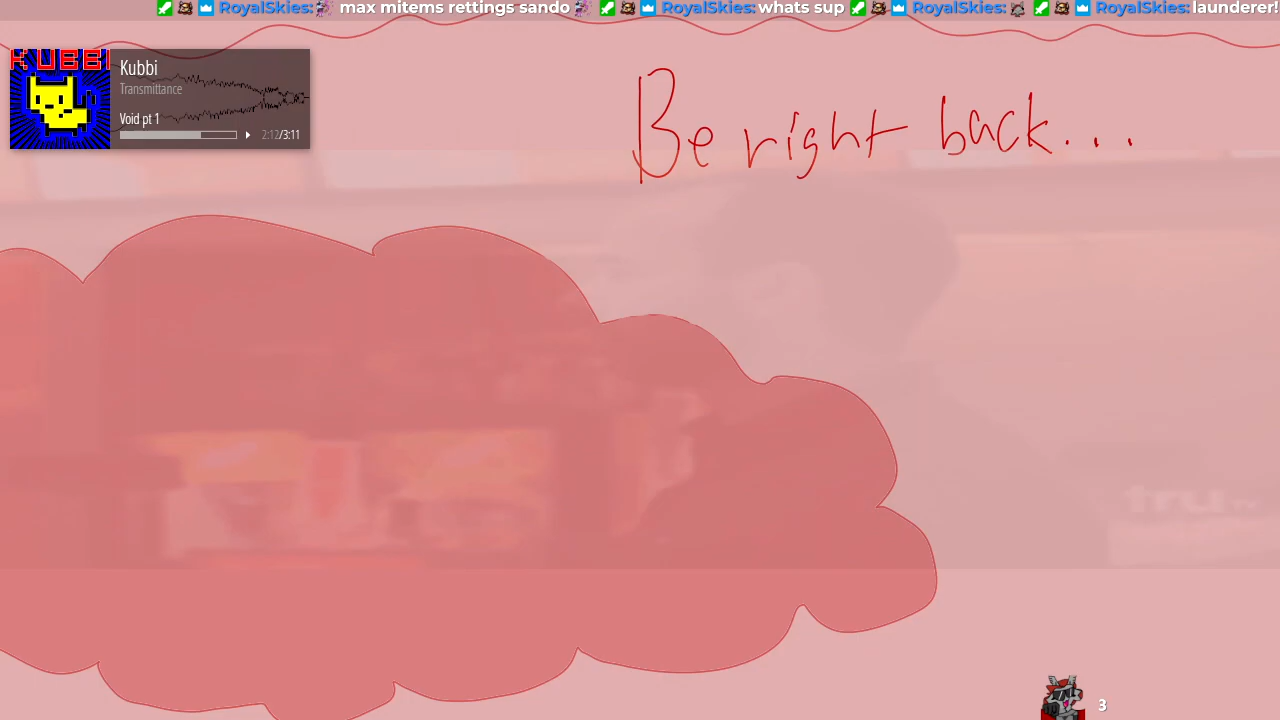 RoyalSkies: max mitems rettings sando RoyalSkies: whats sup RoyalSkies: RoyalSkies: launderer!
KUBBI
Kubbi
Transmittance
Void pt 1
2:12/3:11
Be right back...
truTV
3